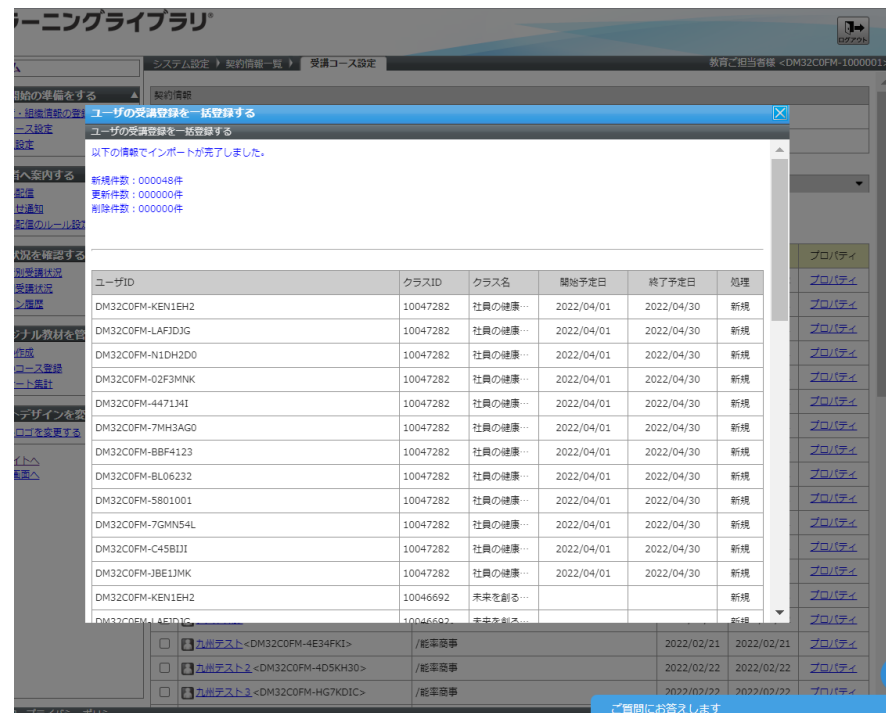 ーニングライブラリ
ログアウト
システム設定 契約情報一覧 受講コース設定 教育ご担当者様 <DM32C0FM-1000001>
開始の準備をする ▲
・組織情報の登
ース設定
設定
者へ案内する
配信
せ通知
配信のルール設定
状況を確認する
別受講状況
受講状況
ン履歴
ジナル教材を管
作成
コース登録
ート集計
トデザインを変
ロゴを変更する
イトへ
画面へ
契約情報
ユーザの受講登録を一括登録する
ユーザの受講登録を一括登録する
以下の情報でインポートが完了しました。
新規件数:000048件
更新件数:000000件
削除件数:000000件
ユーザID クラスID クラス名 開始予定日 終了予定日 処理 プロパティ
DM32C0FM-KEN1EH2 10047282 社員の健康… 2022/04/01 2022/04/30 新規 プロパティ
DM32C0FM-LAFJDJG 10047282 社員の健康… 2022/04/01 2022/04/30 新規 プロパティ
DM32C0FM-N1DH2D0 10047282 社員の健康… 2022/04/01 2022/04/30 新規 プロパティ
DM32C0FM-02F3MNK 10047282 社員の健康… 2022/04/01 2022/04/30 新規 プロパティ
DM32C0FM-4471J4I 10047282 社員の健康… 2022/04/01 2022/04/30 新規 プロパティ
DM32C0FM-7MH3AG0 10047282 社員の健康… 2022/04/01 2022/04/30 新規 プロパティ
DM32C0FM-BBF4123 10047282 社員の健康… 2022/04/01 2022/04/30 新規 プロパティ
DM32C0FM-BL06232 10047282 社員の健康… 2022/04/01 2022/04/30 新規 プロパティ
DM32C0FM-5801001 10047282 社員の健康… 2022/04/01 2022/04/30 新規 プロパティ
DM32C0FM-7GMN54L 10047282 社員の健康… 2022/04/01 2022/04/30 新規 プロパティ
DM32C0FM-C45BIJI 10047282 社員の健康… 2022/04/01 2022/04/30 新規 プロパティ
DM32C0FM-JBE1JMK 10047282 社員の健康… 2022/04/01 2022/04/30 新規 プロパティ
DM32C0FM-KEN1EH2 10046692 未来を創る… 新規 プロパティ
DM32C0FM-LAFJDJG 10046692 未来を創る… 新規 プロパティ
九州テスト<DM32C0FM-4E34FKI> /能率商事 2022/02/21 2022/02/21 プロパティ
九州テスト2<DM32C0FM-4D5KH30> /能率商事 2022/02/22 2022/02/22 プロパティ
九州テスト3<DM32C0FM-HG7KDIC> /能率商事 2022/02/22 2022/02/22 プロパティ
ご質問にお答えします